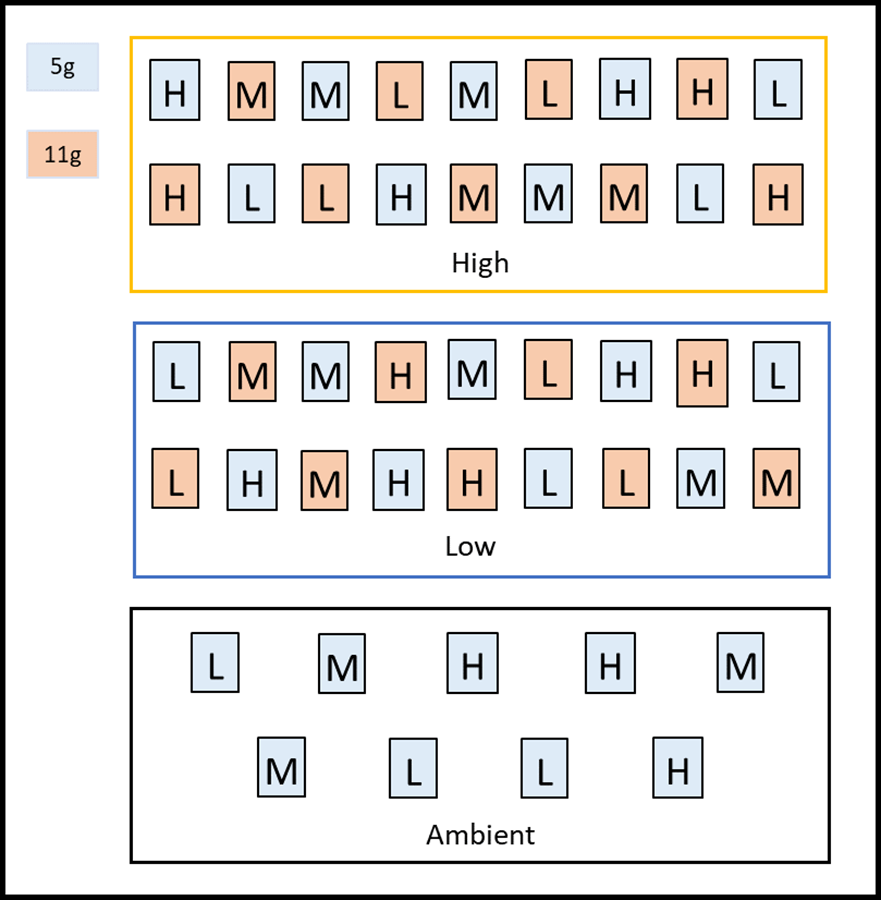 5g
11g
H M M L M L H H L
H L L H M M M L H
High
L M M H M L H H L
L H M H H L L M M
Low
L M H H M
M L L H
Ambient